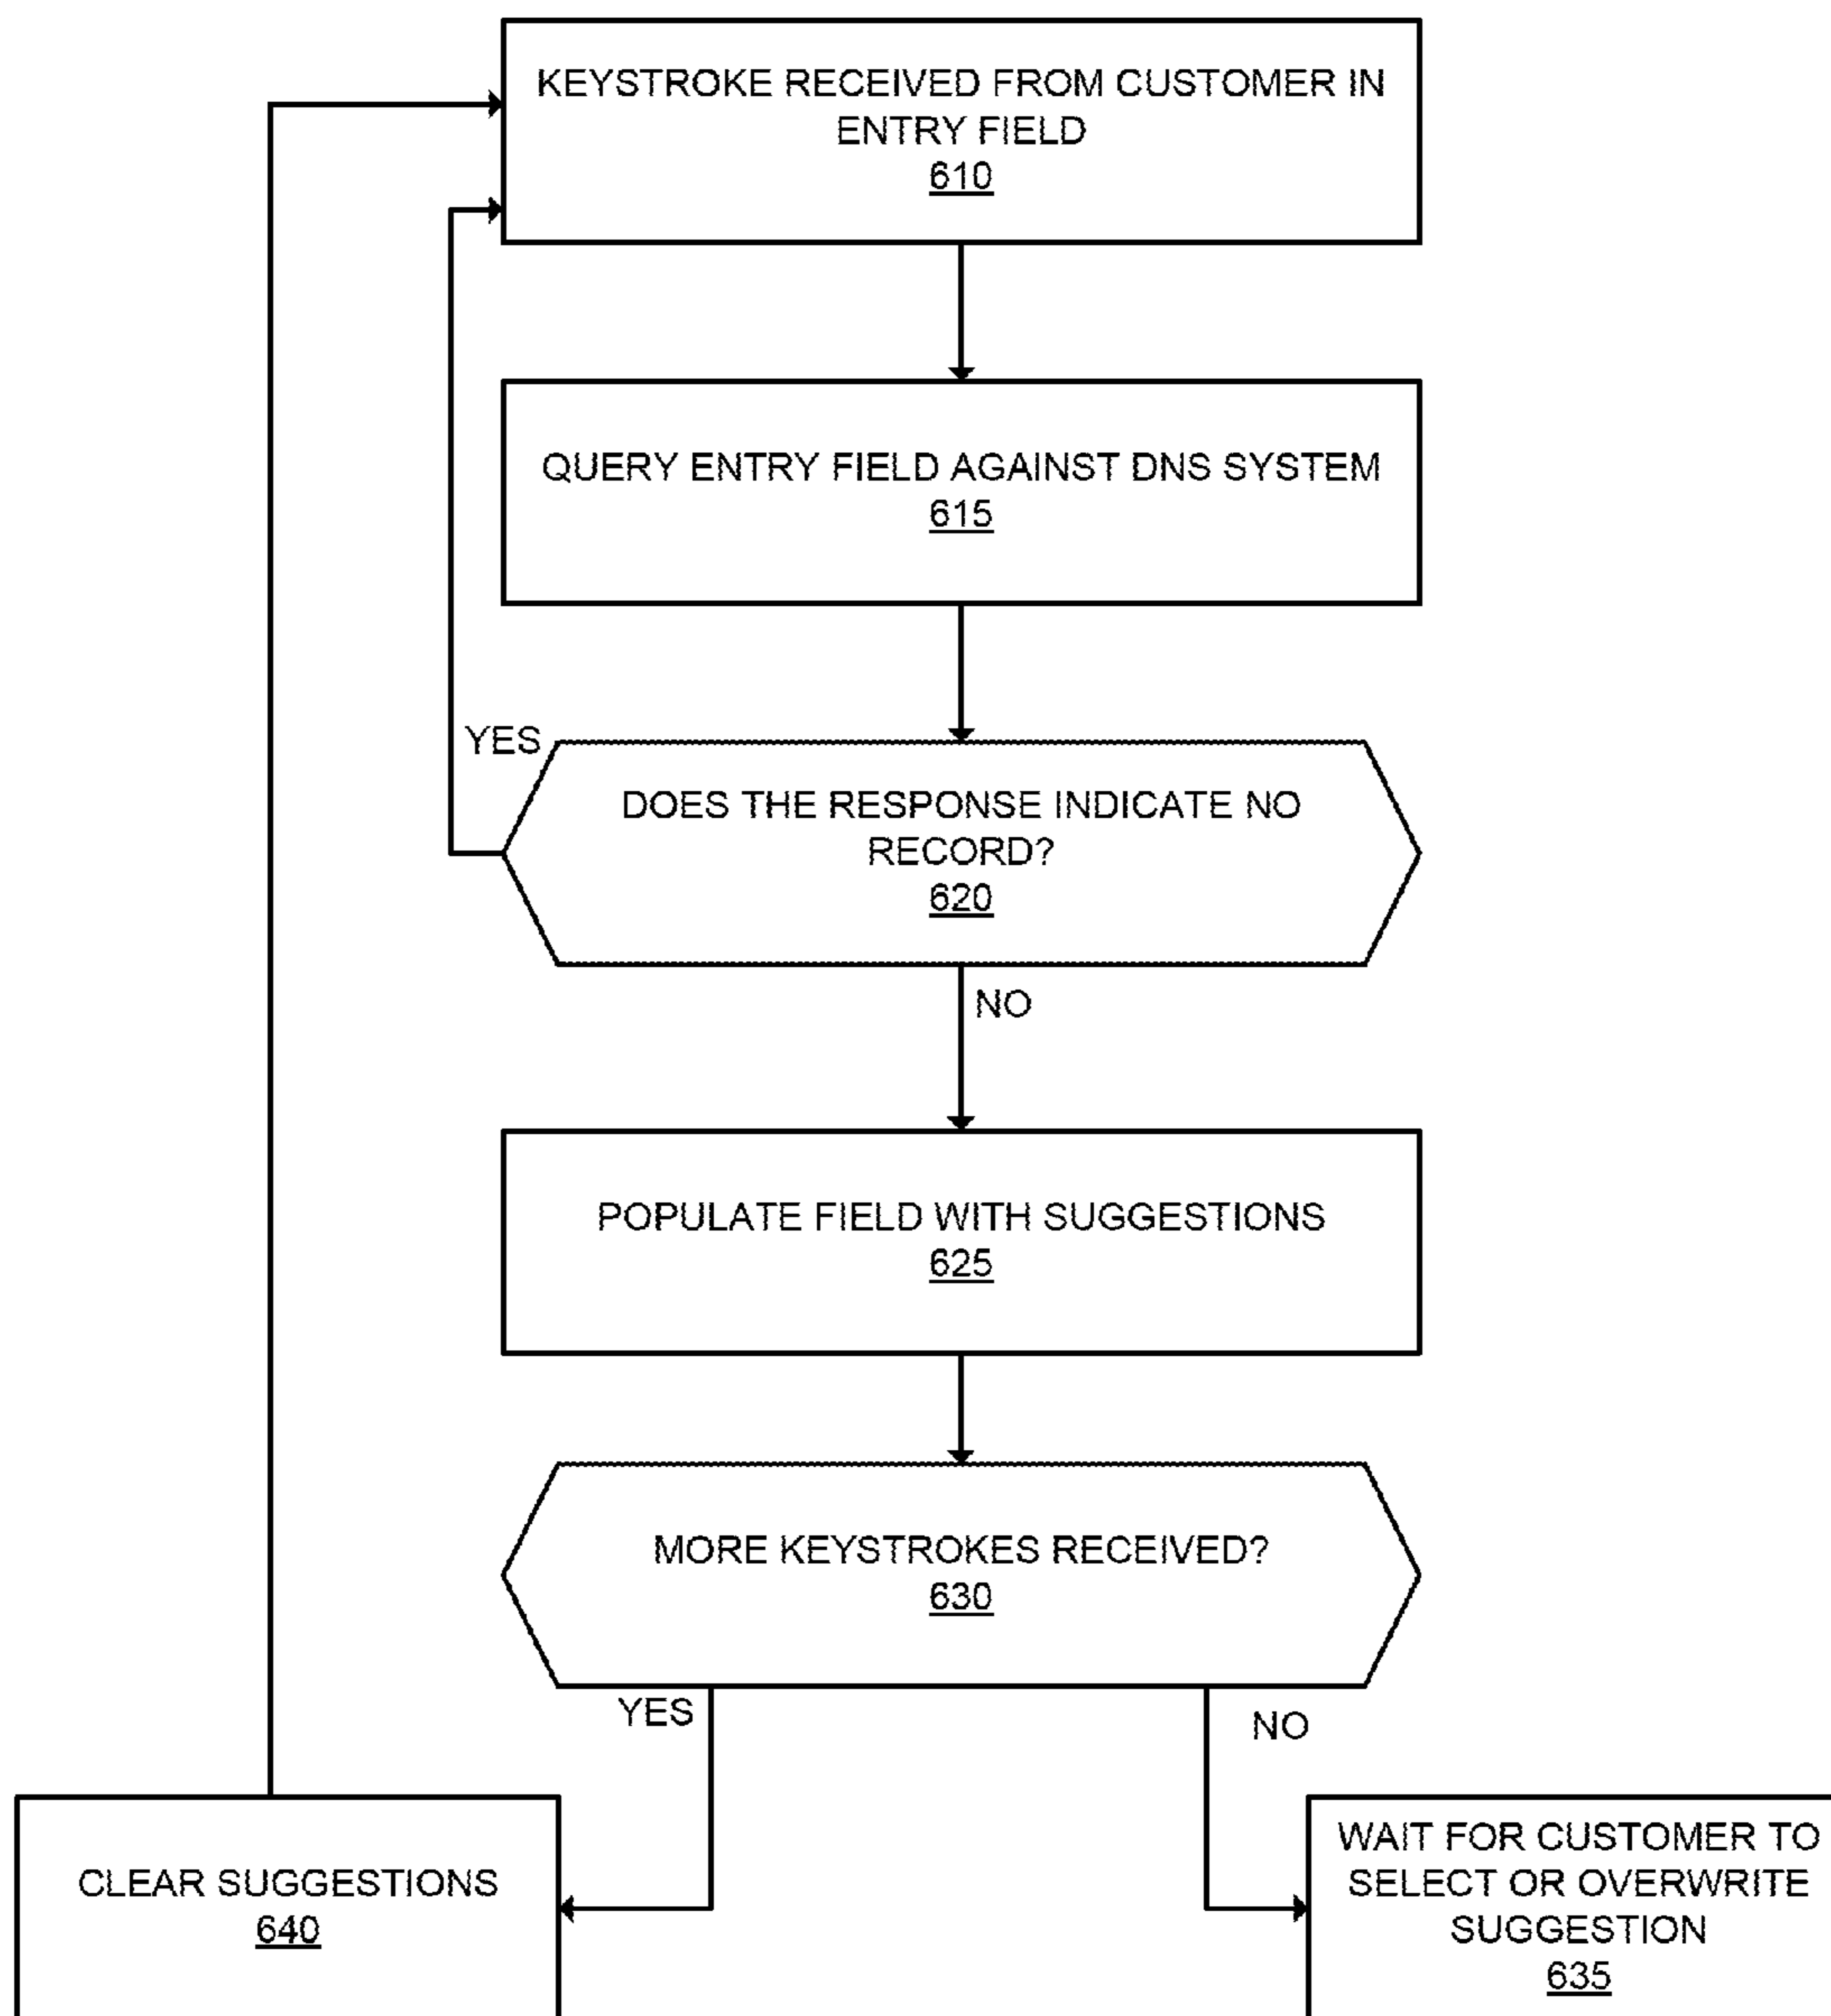 KEYSTROKE RECEIVED FROM CUSTOMER IN
ENTRY FIELD
610
QUERY ENTRY FIELD AGAINST DNS SYSTEM
615
YES
DOES THE RESPONSE INDICATE NO
RECORD?
620
NO
POPULATE FIELD WITH SUGGESTIONS
625
MORE KEYSTROKES RECEIVED?
630
YES
NO
CLEAR SUGGESTIONS
640
WAIT FOR CUSTOMER TO
SELECT OR OVERWRITE
SUGGESTION
635